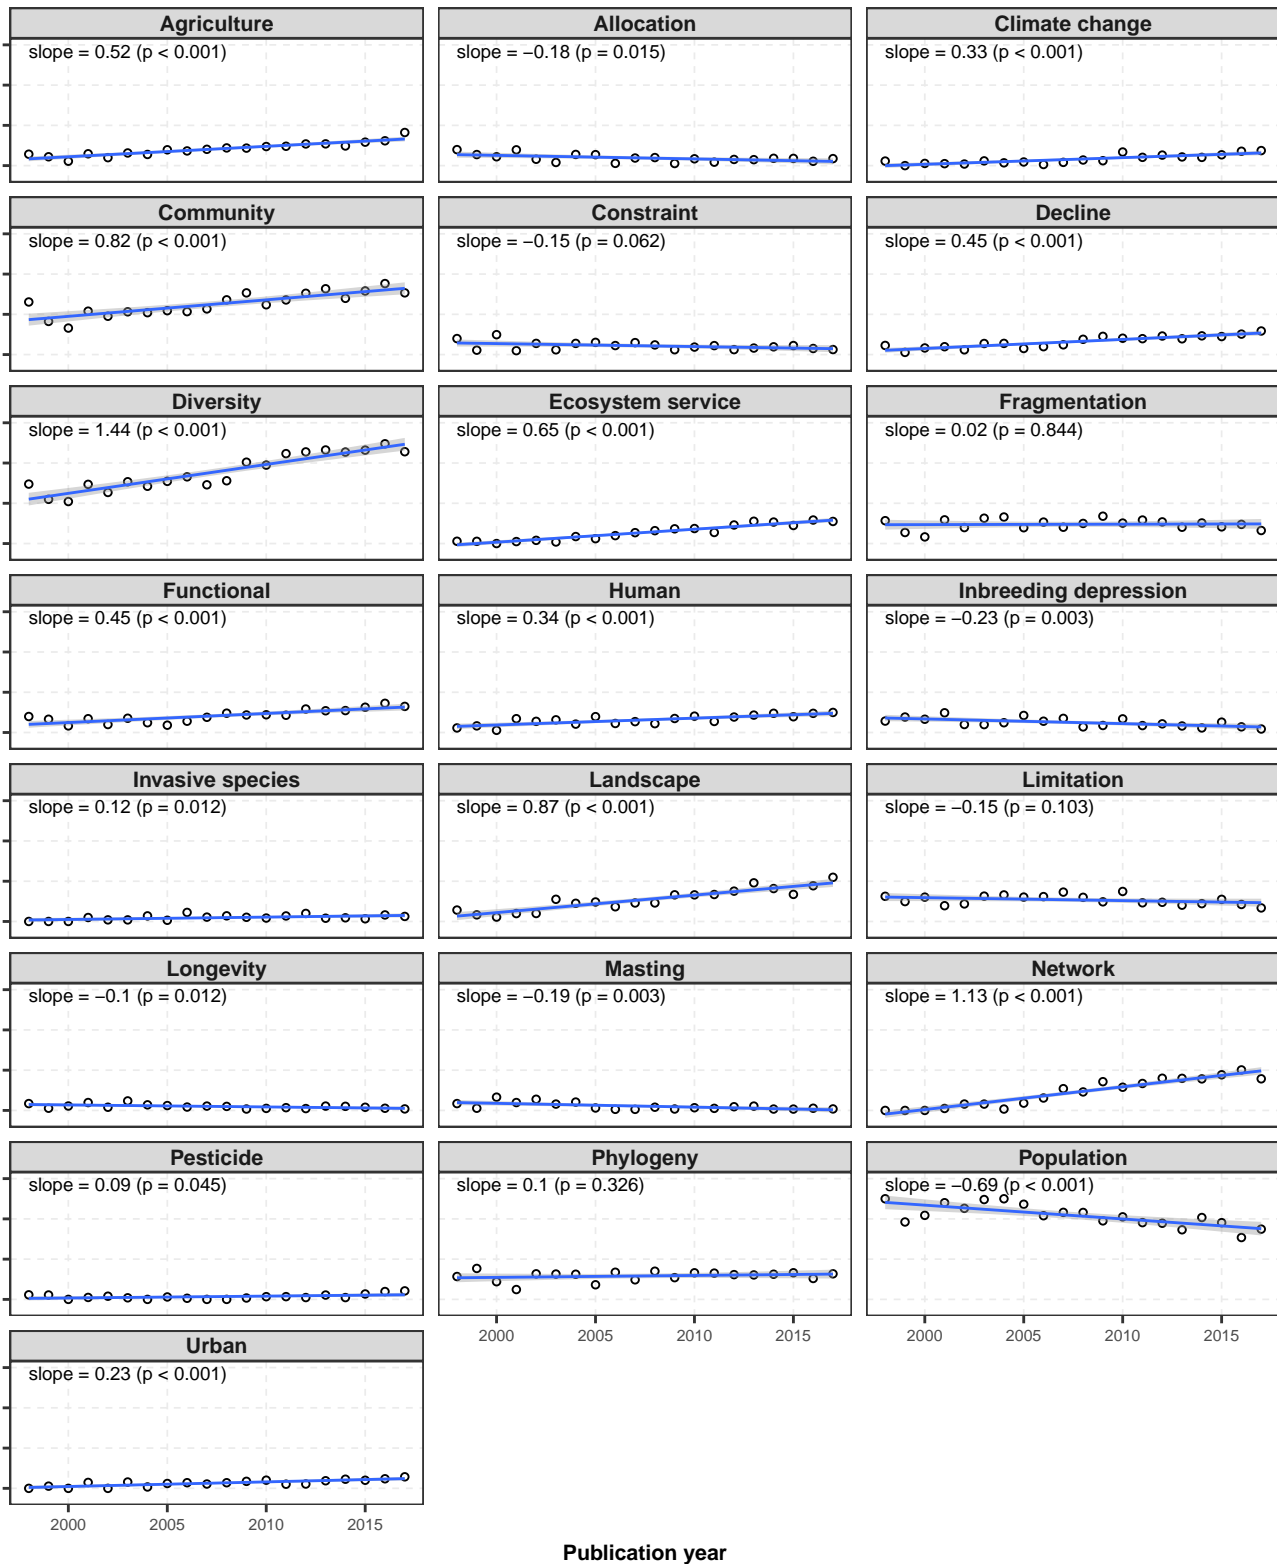 Agriculture
slope = 0.52 (p < 0.001)
Allocation
slope = −0.18 (p = 0.015)
Climate change
slope = 0.33 (p < 0.001)
Community
slope = 0.82 (p < 0.001)
Constraint
slope = −0.15 (p = 0.062)
Decline
slope = 0.45 (p < 0.001)
Diversity
slope = 1.44 (p < 0.001)
Ecosystem service
slope = 0.65 (p < 0.001)
Fragmentation
slope = 0.02 (p = 0.844)
Functional
slope = 0.45 (p < 0.001)
Human
slope = 0.34 (p < 0.001)
Inbreeding depression
slope = −0.23 (p = 0.003)
Invasive species
slope = 0.12 (p = 0.012)
Landscape
slope = 0.87 (p < 0.001)
Limitation
slope = −0.15 (p = 0.103)
Longevity
slope = −0.1 (p = 0.012)
Masting
slope = −0.19 (p = 0.003)
Network
slope = 1.13 (p < 0.001)
Pesticide
slope = 0.09 (p = 0.045)
Phylogeny
slope = 0.1 (p = 0.326)
2000 2005 2010 2015
Population
slope = −0.69 (p < 0.001)
2000 2005 2010 2015
Urban
slope = 0.23 (p < 0.001)
2000 2005 2010 2015
Publication year